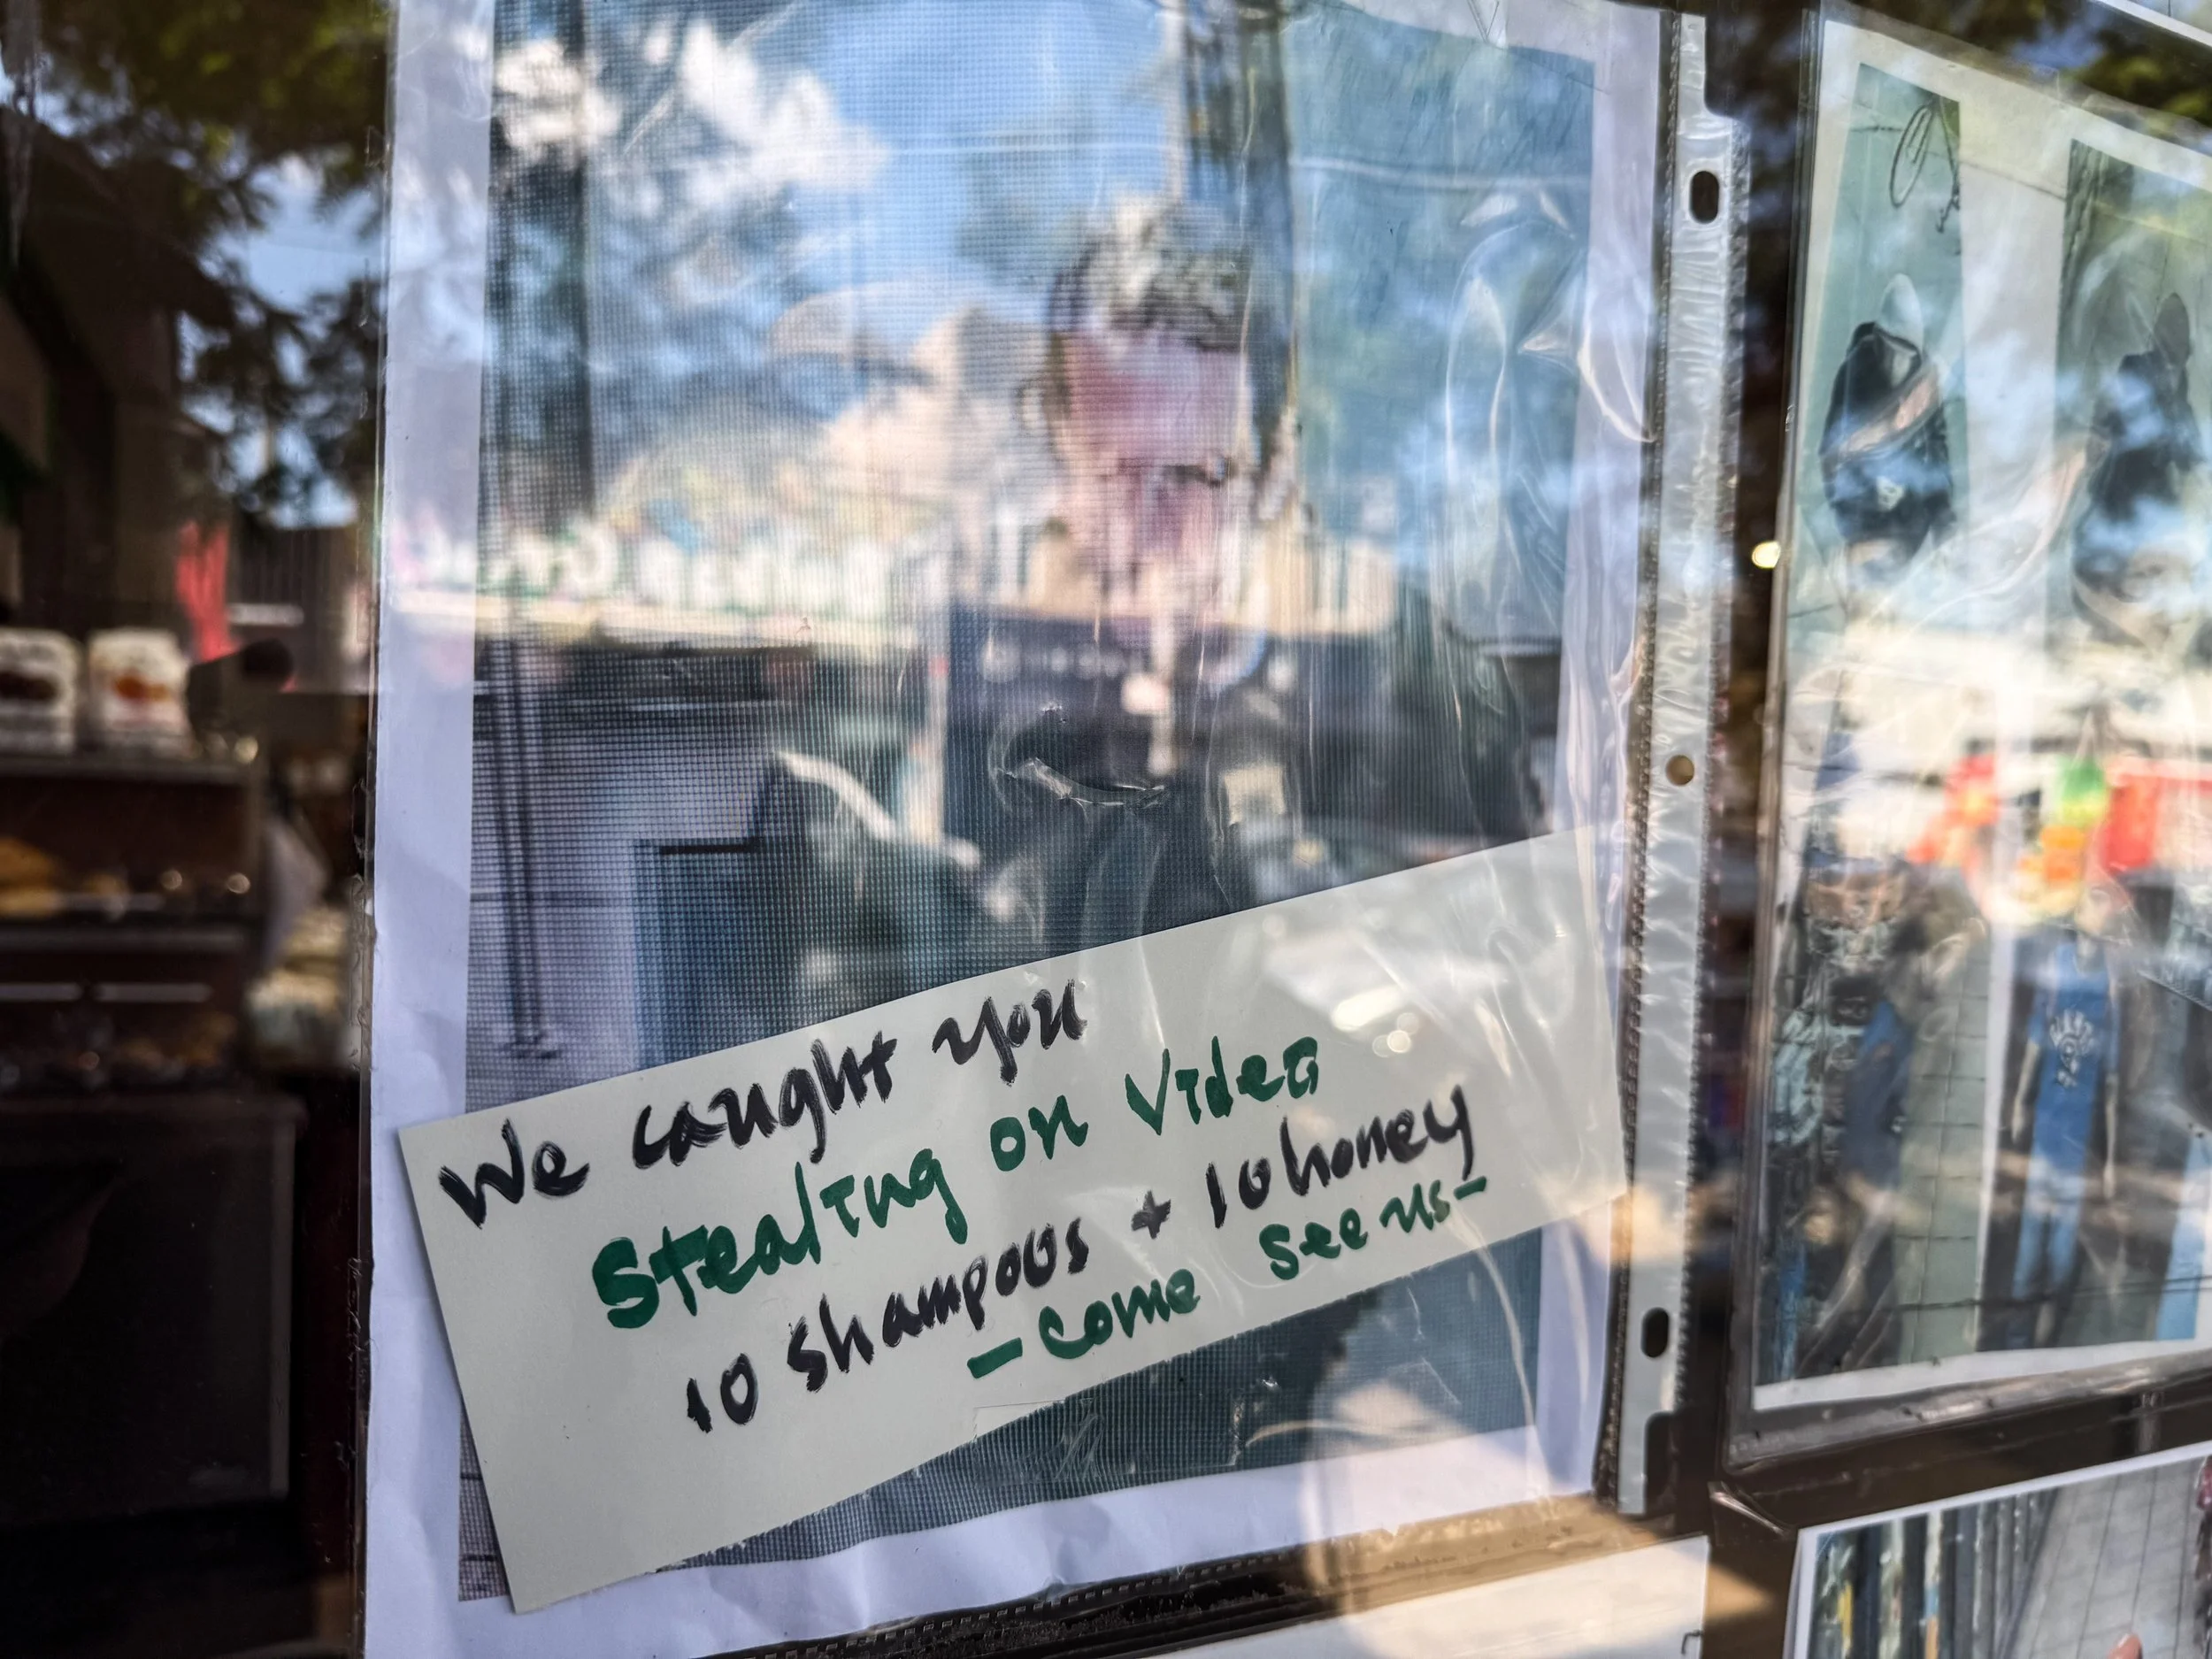 We caught you
Stealing on Video
10 shampoos + 10 honey
- come see us -